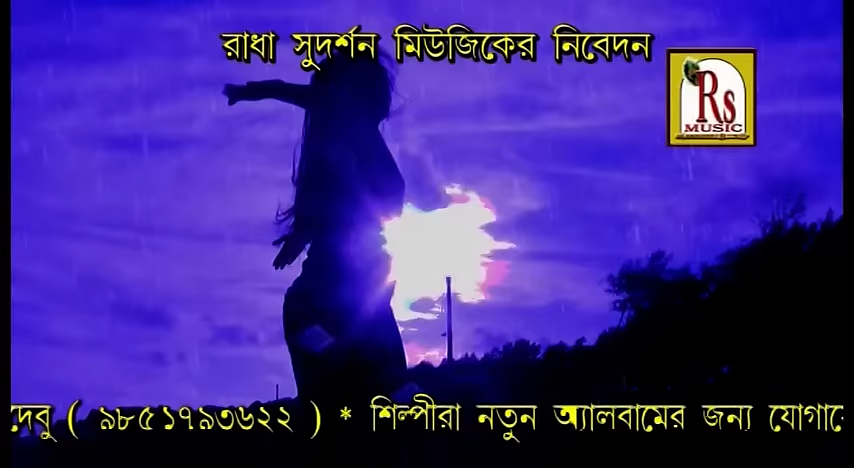 রাধা সুদর্শন মিউজিকের নিবেদন
Rs
MUSIC
দেবু ( ৯৮৫১৭৯৩৬২২ ) * শিল্পীরা নতুন অ্যালবামের জন্য